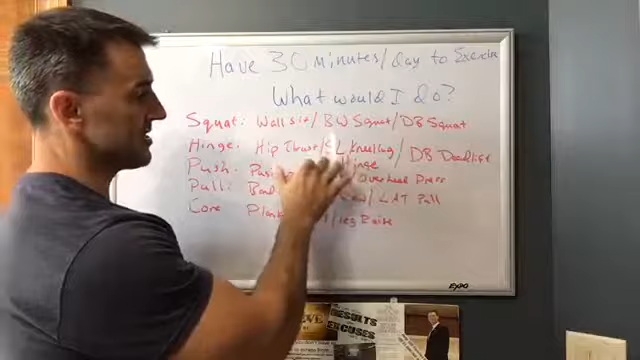 Have 30 minutes/day to Exercise
What would I do?
Squat: Wall sit/BW Squat/DB Squat
Hinge: Hip Thrust/SL Kneeling/DB Deadlift
Hinge
Push: Overhead Press
Pull: LAT Pull
Core Plank /Leg Raise
EXPO
RESULTS
EXCUSES